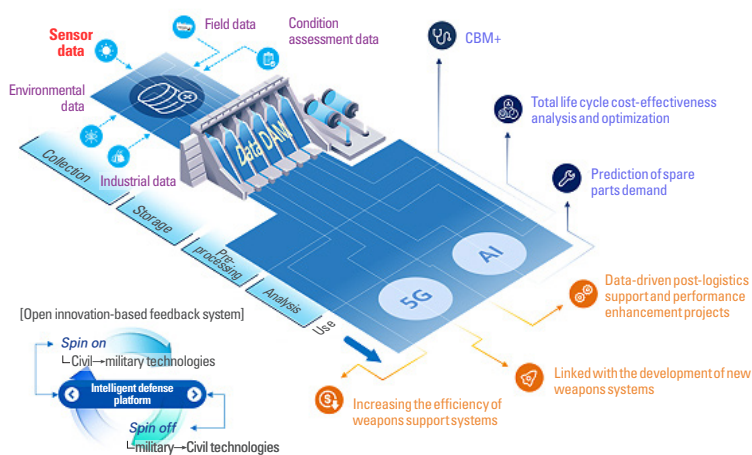 Sensor
data
Field data
Condition
assessment data
Environmental
data
Industrial data
Data DAM
CBM+
Total life cycle cost-effectiveness
analysis and optimization
Prediction of spare
parts demand
Collection
Storage
Pre-
processing
Analysis
Use
5G
AI
Data-driven post-logistics
support and performance
enhancement projects
Linked with the development of new
weapons systems
Increasing the efficiency of
weapons support systems
[Open innovation-based feedback system]
Spin on
Civil→military technologies
Intelligent defense
platform
Spin off
military→Civil technologies